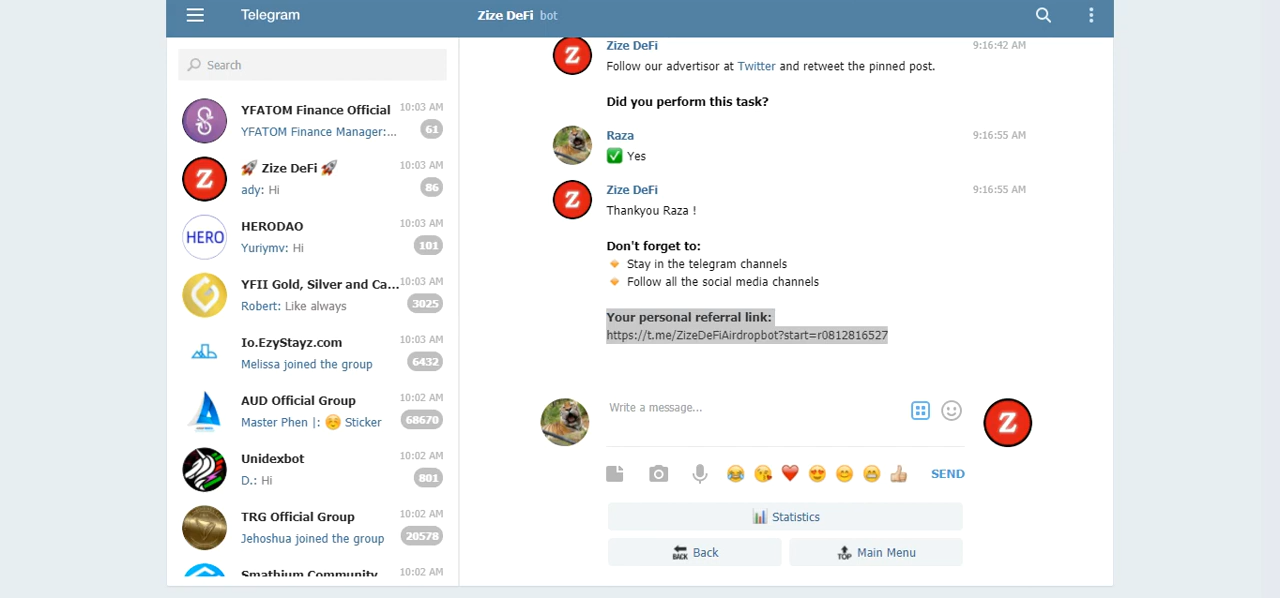 Telegram
Zize DeFi bot
Search
YFATOM Finance Official 10:03 AM
YFATOM Finance Manager:... 61
🚀 Zize DeFi 🚀 10:03 AM
ady: Hi 86
HERO
HERODAO 10:03 AM
Yuriymv: Hi 101
YFII Gold, Silver and Ca... 10:03 AM
Robert: Like always 3025
Io.EzyStayz.com 10:03 AM
Melissa joined the group 6432
AUD Official Group 10:02 AM
Master Phen |: ☺️ Sticker 68670
Unidexbot 10:02 AM
D.: Hi 801
TRG Official Group 10:02 AM
Jehoshua joined the group 20578
Smathium Community 10:02 AM
Z
Zize DeFi 9:16:42 AM
Follow our advertisor at Twitter and retweet the pinned post.
Did you perform this task?
Raza 9:16:55 AM
✅ Yes
Z
Zize DeFi 9:16:55 AM
Thankyou Raza !
Don't forget to:
🔸 Stay in the telegram channels
🔸 Follow all the social media channels
Your personal referral link:
https://t.me/ZizeDeFiAirdropbot?start=r0812816527
Write a message...
Z
😂 😘 ❤️ 😍 😊 😁 👍🏼 SEND
📊 Statistics
🔙 Back
🔝 Main Menu